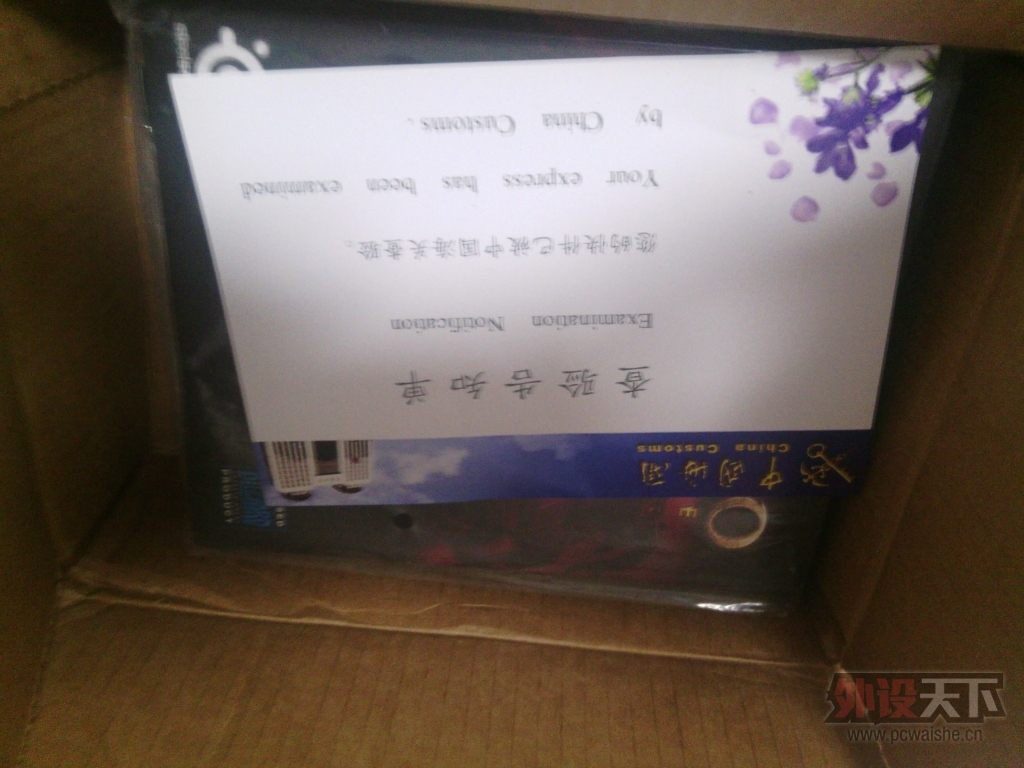 中国海关
China Customs
查验告知单
Examination Notification
您的快件已被中国海关查验。
Your express has been examined
by China Customs.
PRODUCT
外设天下
www.pcwaishe.cn